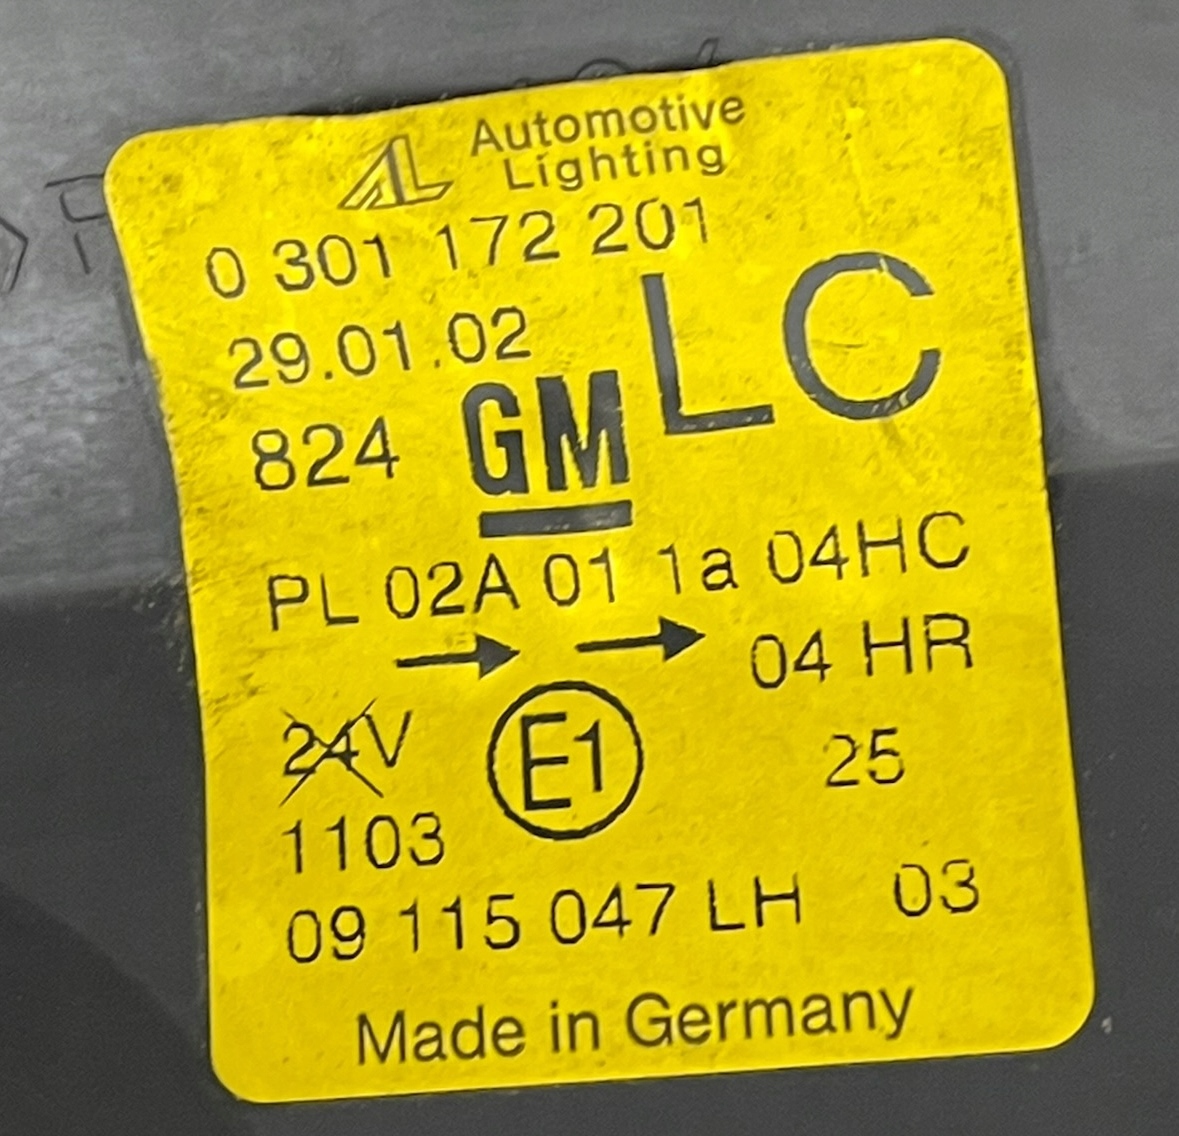 AL Automotive
Lighting
0 301 172 201
29.01.02 LC
824 GM
PL 02A 01 1a 04HC
→ → 04 HR
24V E1 25
1103
09 115 047 LH 03
Made in Germany